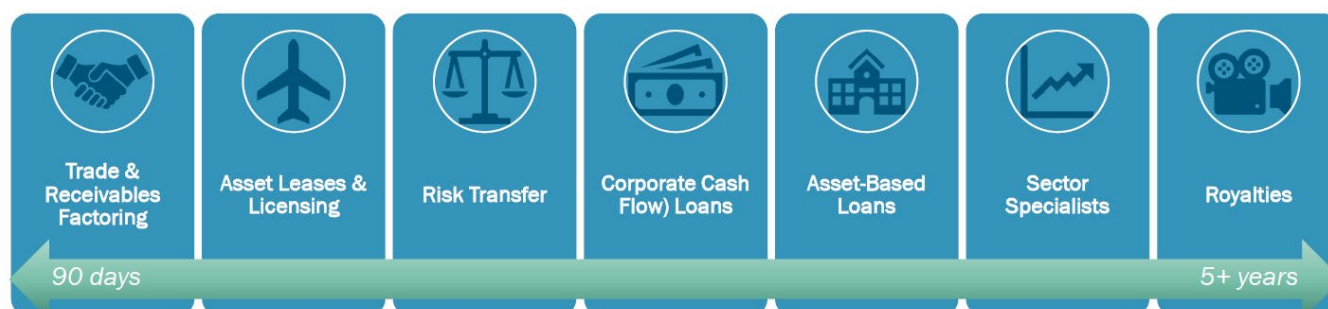 Trade &
Receivables
Factoring
Asset Leases &
Licensing
Risk Transfer
Corporate Cash
Flow) Loans
Asset-Based
Loans
Sector
Specialists
Royalties
90 days
5+ years